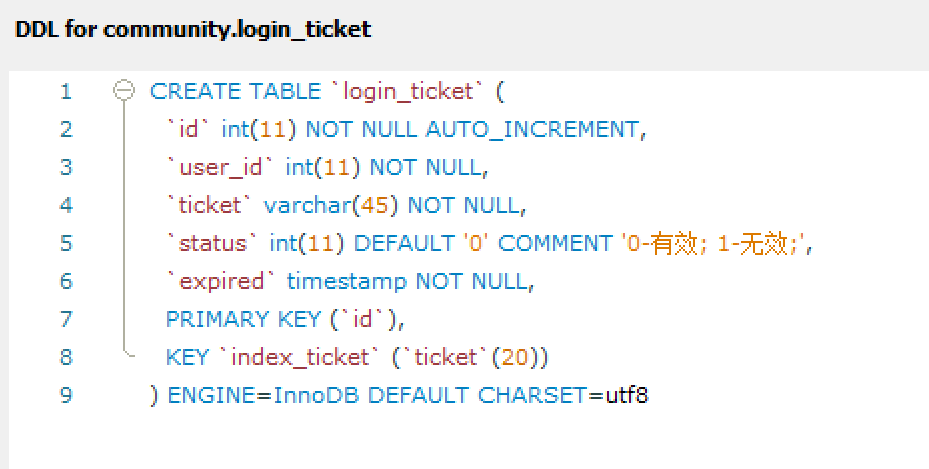 DDL for community.login_ticket
1 CREATE TABLE `login_ticket` (
2 `id` int(11) NOT NULL AUTO_INCREMENT,
3 `user_id` int(11) NOT NULL,
4 `ticket` varchar(45) NOT NULL,
5 `status` int(11) DEFAULT '0' COMMENT '0-有效; 1-无效;',
6 `expired` timestamp NOT NULL,
7 PRIMARY KEY (`id`),
8 KEY `index_ticket` (`ticket`(20))
9 ) ENGINE=InnoDB DEFAULT CHARSET=utf8